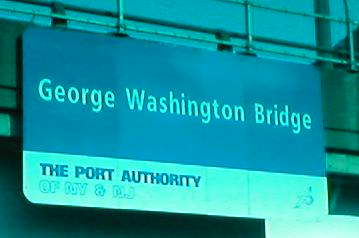 George Washington Bridge
THE PORT AUTHORITY
OF NY & NJ